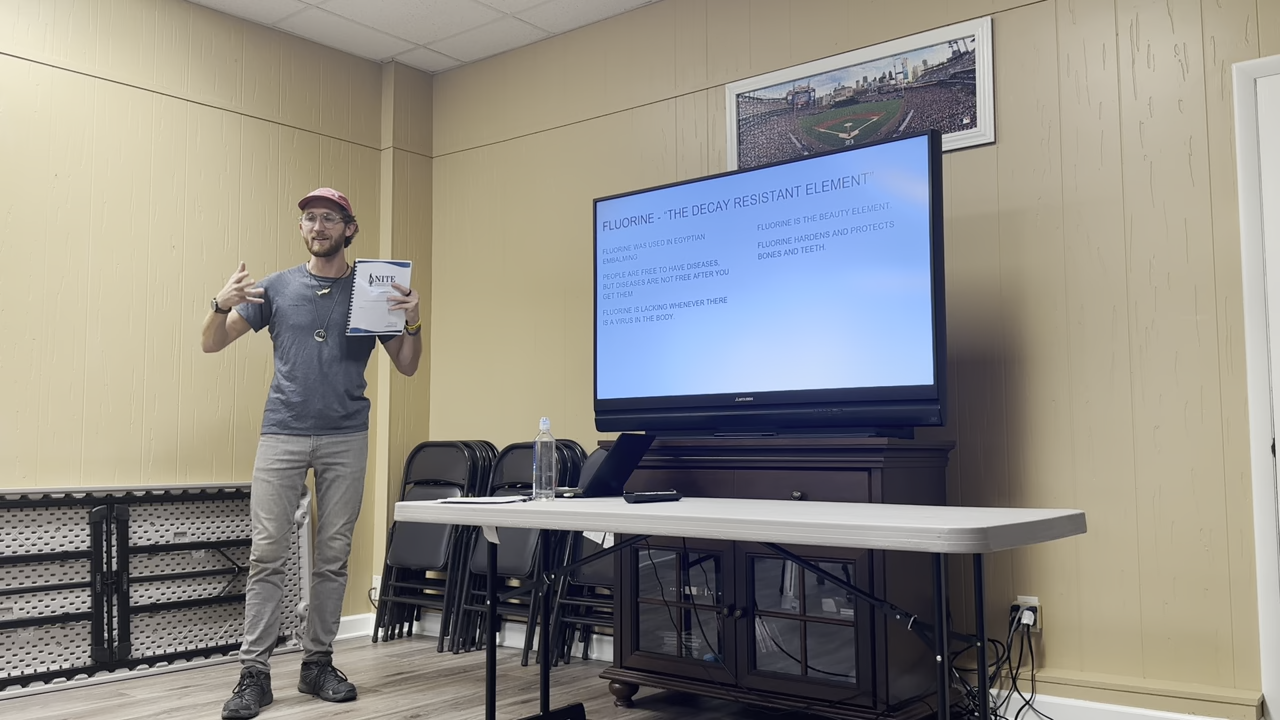 FLUORINE - "THE DECAY RESISTANT ELEMENT"
FLUORINE WAS USED IN EGYPTIAN
EMBALMING
PEOPLE ARE FREE TO HAVE DISEASES,
BUT DISEASES ARE NOT FREE AFTER YOU
GET THEM
FLUORINE IS LACKING WHENEVER THERE
IS A VIRUS IN THE BODY.
FLUORINE IS THE BEAUTY ELEMENT.
FLUORINE HARDENS AND PROTECTS
BONES AND TEETH
NITE
MITSUBISHI